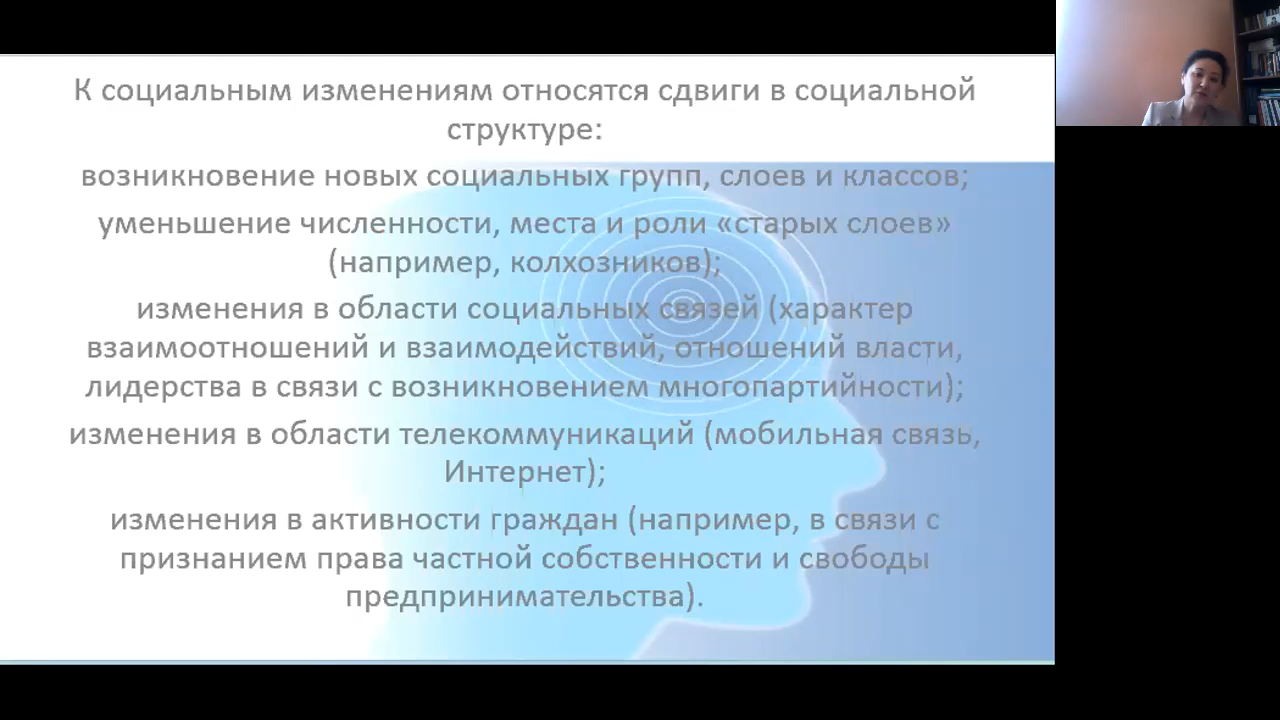 К социальным изменениям относятся сдвиги в социальной
структуре:
возникновение новых социальных групп, слоев и классов;
уменьшение численности, места и роли «старых слоев»
(например, колхозников);
изменения в области социальных связей (характер
взаимоотношений и взаимодействий, отношений власти,
лидерства в связи с возникновением многопартийности);
изменения в области телекоммуникаций (мобильная связь,
Интернет);
изменения в активности граждан (например, в связи с
признанием права частной собственности и свободы
предпринимательства).